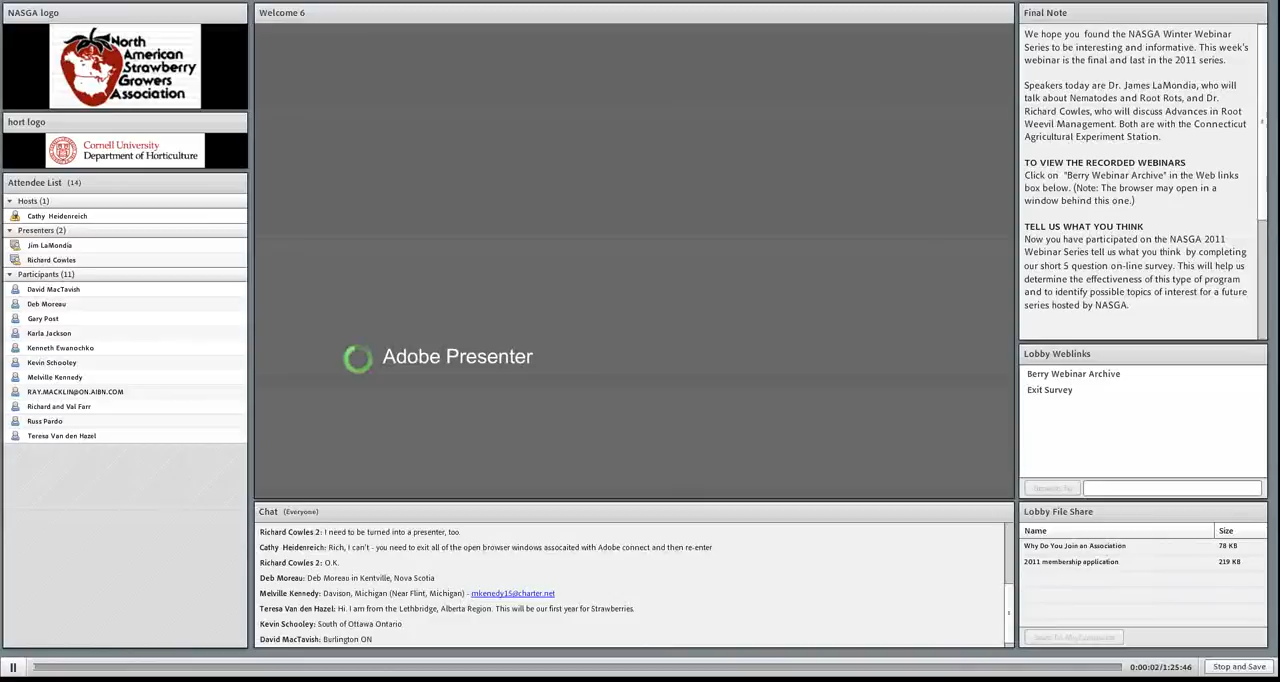 NASGA logo
North
American
Strawberry
Growers
Association
hort logo
Cornell University
Department of Horticulture
Attendee List (14)
Hosts (1)
Cathy Heidenreich
Presenters (2)
Jim LaMondia
Richard Cowles
Participants (11)
David MacTavish
Deb Moreau
Gary Post
Karla Jackson
Kenneth Ewanochko
Kevin Schooley
Melville Kennedy
RAY.MACKLIN@ON.AIBN.COM
Richard and Val Farr
Russ Pardo
Teresa Van den Hazel
Welcome 6
Adobe Presenter
Chat (Everyone)
Richard Cowles 2: I need to be turned into a presenter, too.
Cathy Heidenreich: Rich, I can't - you need to exit all of the open browser windows assocaited with Adobe connect and then re-enter
Richard Cowles 2: O.K.
Deb Moreau: Deb Moreau in Kentville, Nova Scotia
Melville Kennedy: Davison, Michigan (Near Flint, Michigan) - mkenedy15@charter.net
Teresa Van den Hazel: Hi. I am from the Lethbridge, Alberta Region. This will be our first year for Strawberries.
Kevin Schooley: South of Ottawa Ontario
David MacTavish: Burlington ON
Final Note
We hope you found the NASGA Winter Webinar
Series to be interesting and informative. This week's
webinar is the final and last in the 2011 series.
Speakers today are Dr. James LaMondia, who will
talk about Nematodes and Root Rots, and Dr.
Richard Cowles, who will discuss Advances in Root
Weevil Management. Both are with the Connecticut
Agricultural Experiment Station.
TO VIEW THE RECORDED WEBINARS
Click on "Berry Webinar Archive" in the Web links
box below. (Note: The browser may open in a
window behind this one.)
TELL US WHAT YOU THINK
Now you have participated on the NASGA 2011
Webinar Series tell us what you think by completing
our short 5 question on-line survey. This will help us
determine the effectiveness of this type of program
and to identify possible topics of interest for a future
series hosted by NASGA.
Lobby Weblinks
Berry Webinar Archive
Exit Survey
Lobby File Share
Name Size
Why Do You Join an Association 78 KB
2011 membership application 219 KB
0:00:02/1:25:46
Stop and Save